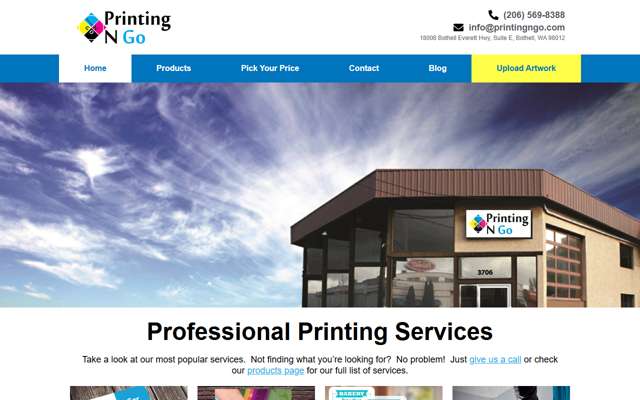 Printing
N Go
(206) 569-8388
info@printingngo.com
18008 Bothell Everett Hwy, Suite E, Bothell, WA 98012
Home Products Pick Your Price Contact Blog Upload Artwork
Printing
N Go
3706
Professional Printing Services
Take a look at our most popular services. Not finding what you're looking for? No problem! Just give us a call or check
our products page for our full list of services.
Go
BAKERY